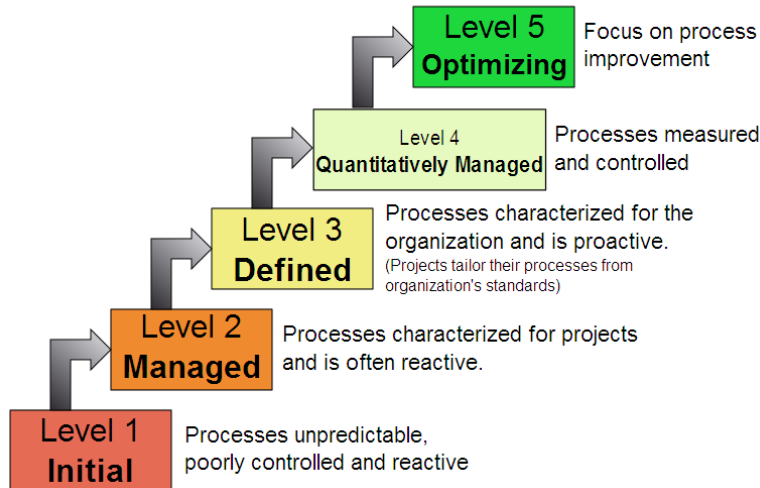 Level 5
Optimizing
Focus on process
improvement
Level 4
Quantitatively Managed
Processes measured
and controlled
Level 3
Defined
Processes characterized for the
organization and is proactive.
(Projects tailor their processes from
organization's standards)
Level 2
Managed
Processes characterized for projects
and is often reactive.
Level 1
Initial
Processes unpredictable,
poorly controlled and reactive